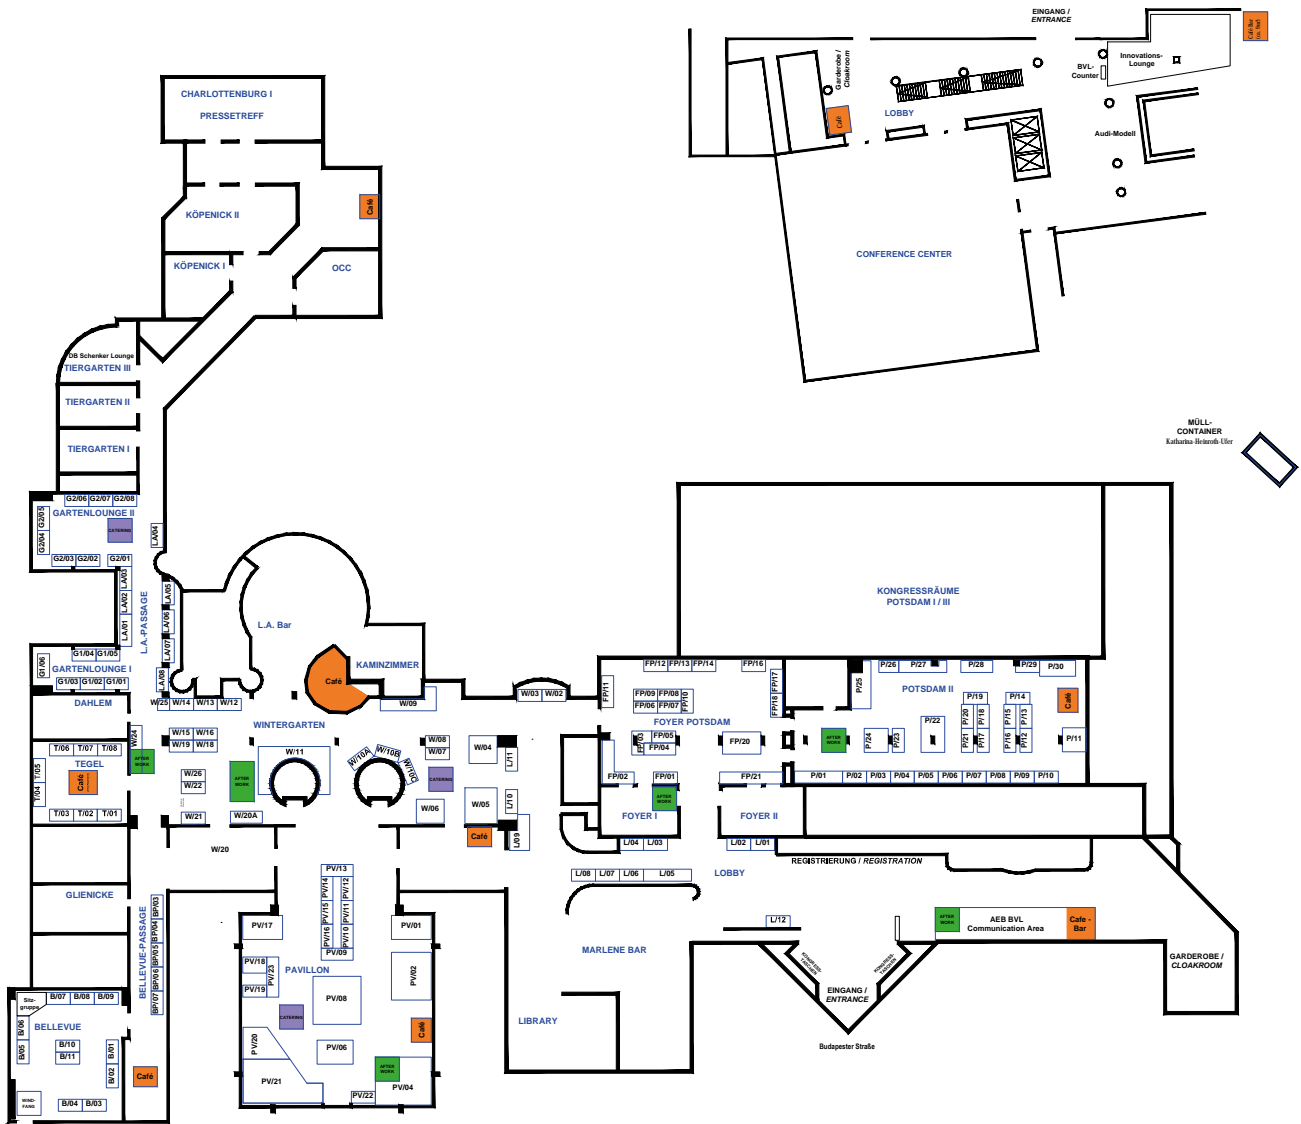 EINGANG /
ENTRANCE
Café Bar
Innovations-
Lounge
BVL-
Counter
Garderobe /
Cloakroom
Café
LOBBY
Audi-Modell
CONFERENCE CENTER
CHARLOTTENBURG I
PRESSETREFF
KÖPENICK II
Café
KÖPENICK I
OCC
DB Schenker Lounge
TIERGARTEN III
TIERGARTEN II
TIERGARTEN I
MÜLL-
CONTAINER
Katharina-Heinroth-Ufer
G2/06 G2/07 G2/08
GARTENLOUNGE II
G2/05
G2/04
CATERING
LA/04
G2/03 G2/02 G2/01
LA/03
LA/02
LA/01
L.A.-PASSAGE
LA/05
LA/06
LA/07
LA/08
G1/04 G1/05
G1/06
GARTENLOUNGE I
G1/03 G1/02 G1/01
L.A. Bar
KAMINZIMMER
Café
KONGRESSRÄUME
POTSDAM I / III
DAHLEM
W/25 W/14 W/13 W/12
W/09
W/03 W/02
WINTERGARTEN
W/24
W/15 W/16
W/19 W/18
AFTER
WORK
T/06 T/07 T/08
TEGEL
T/05
T/04
Café
T/03 T/02 T/01
W/26
W/22
W/21
AFTER
WORK
W/20A
W/20
W/11
W/10A
W/10B
W/10C
W/08
W/07
CATERING
W/06
W/04
W/05
L/11
L/10
L/09
Café
FP/12 FP/13 FP/14 FP/16
FP/11
FP/09 FP/08
FP/06 FP/07
FP/10
FP/17
FP/18
FOYER POTSDAM
FP/03
FP/05
FP/04
FP/20
FP/02 FP/01 FP/21
AFTER
WORK
FOYER I
FOYER II
P/26 P/27 P/28 P/29 P/30
P/25
POTSDAM II
P/19
P/20 P/18
P/21 P/17
P/14
P/15 P/13
P/16 P/12
Café
P/11
P/22
P/24
P/23
AFTER
WORK
P/01 P/02 P/03 P/04 P/05 P/06 P/07 P/08 P/09 P/10
L/04 L/03
L/02 L/01
REGISTRIERUNG / REGISTRATION
LOBBY
L/08 L/07 L/06 L/05
L/12
AFTER
WORK
AEB BVL
Communication Area
Cafe -
Bar
MARLENE BAR
KONGRESS-
TASCHEN
KONGRESS-
TASCHEN
EINGANG /
ENTRANCE
Budapester Straße
GARDEROBE /
CLOAKROOM
LIBRARY
GLIENICKE
BELLEVUE-PASSAGE
BP/03
BP/04
BP/05
BP/06
BP/07
PV/13
PV/14 PV/12
PV/15 PV/11
PV/16 PV/10
PV/09
PV/17
PV/01
PV/18
PV/19
PV/23
PAVILLON
PV/02
PV/08
CATERING
Café
PV/20
PV/06
AFTER
WORK
PV/21
PV/22
PV/04
Sitz-
gruppe
B/07 B/08 B/09
B/06
B/05
BELLEVUE
B/10
B/11
B/01
B/02
Café
WIND-
FANG
B/04 B/03